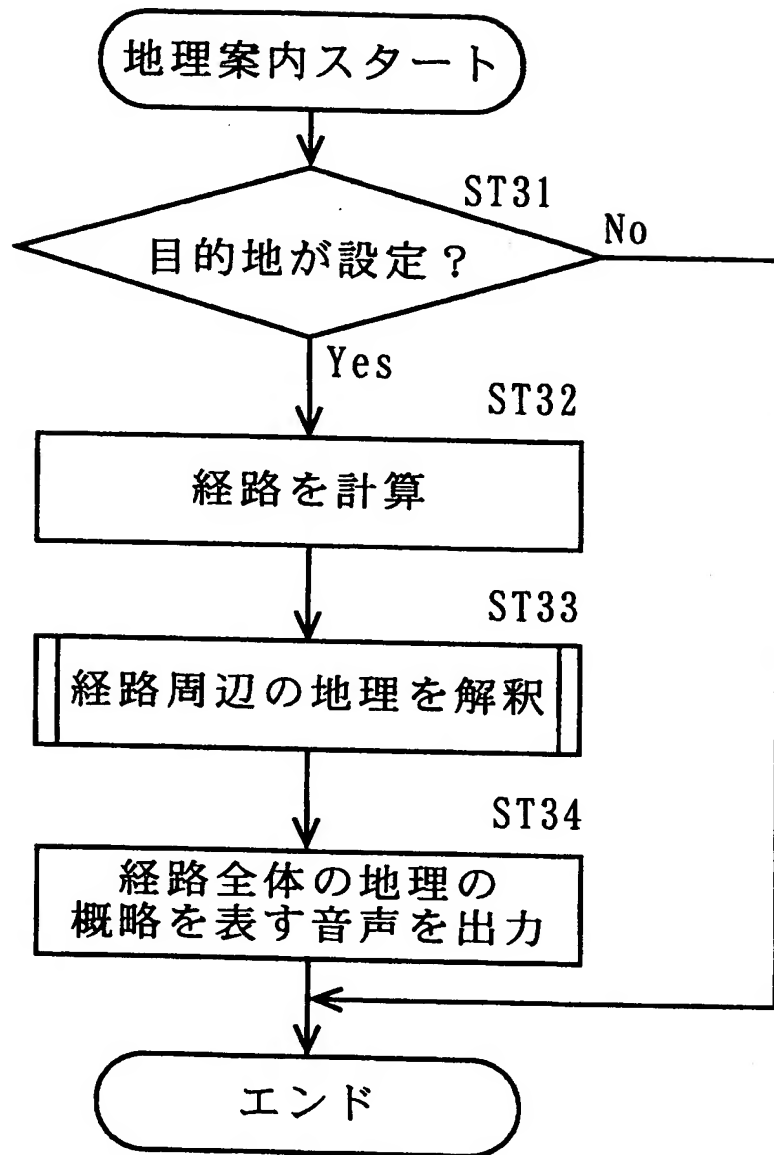 地理案内スタート
ST31
目的地が設定？
No
Yes
ST32
経路を計算
ST33
経路周辺の地理を解釈
ST34
経路全体の地理の
概略を表す音声を出力
エンド